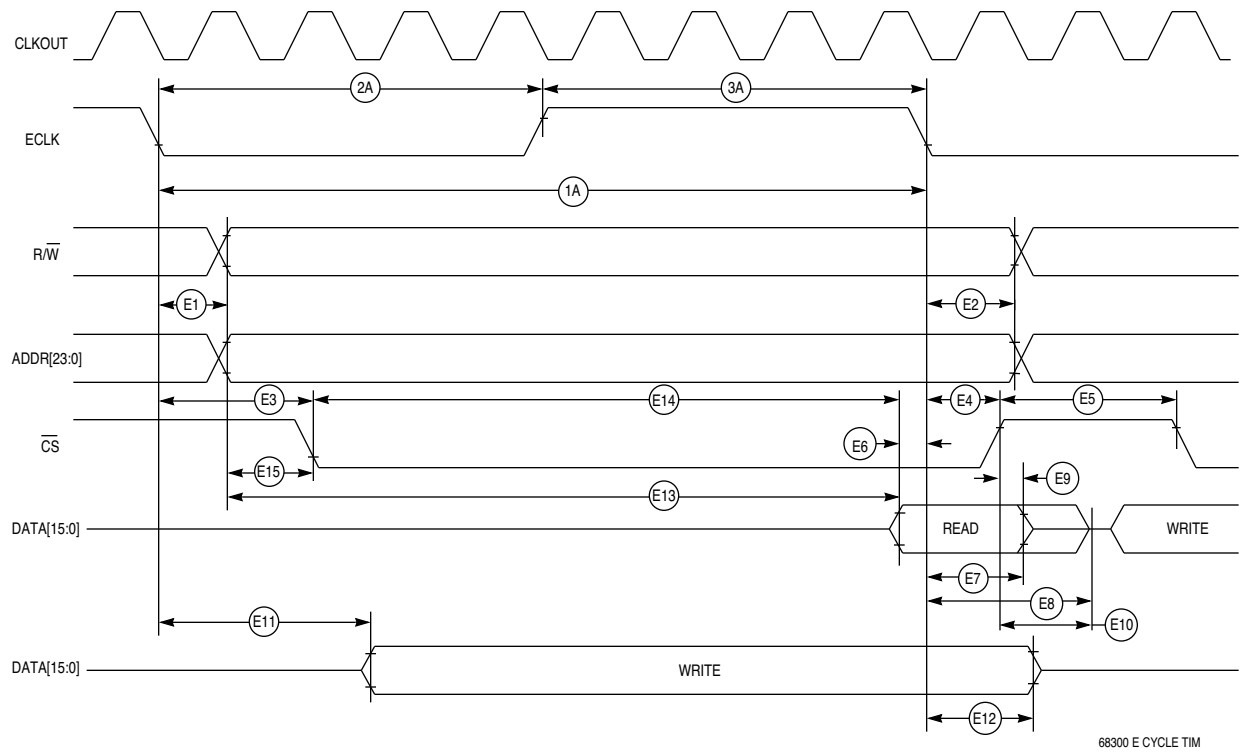 CLKOUT
2A
3A
ECLK
1A
R/W̅
E1
E2
ADDR[23:0]
E3
E14
E4
E5
C̅S̅
E6
E15
E9
E13
DATA[15:0]
READ
WRITE
E7
E8
E11
E10
DATA[15:0]
WRITE
E12
68300 E CYCLE TIM